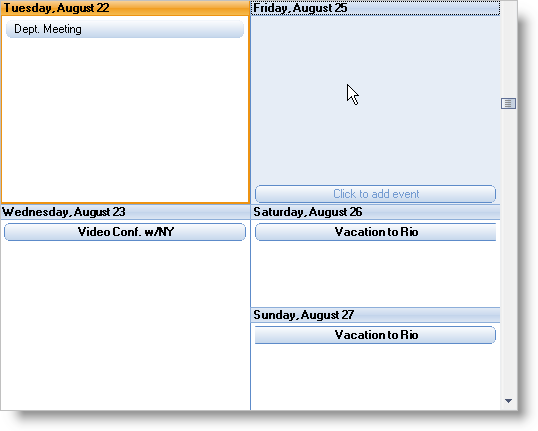 Tuesday, August 22
Dept. Meeting
Wednesday, August 23
Video Conf. w/NY
Friday, August 25
Click to add event
Saturday, August 26
Vacation to Rio
Sunday, August 27
Vacation to Rio